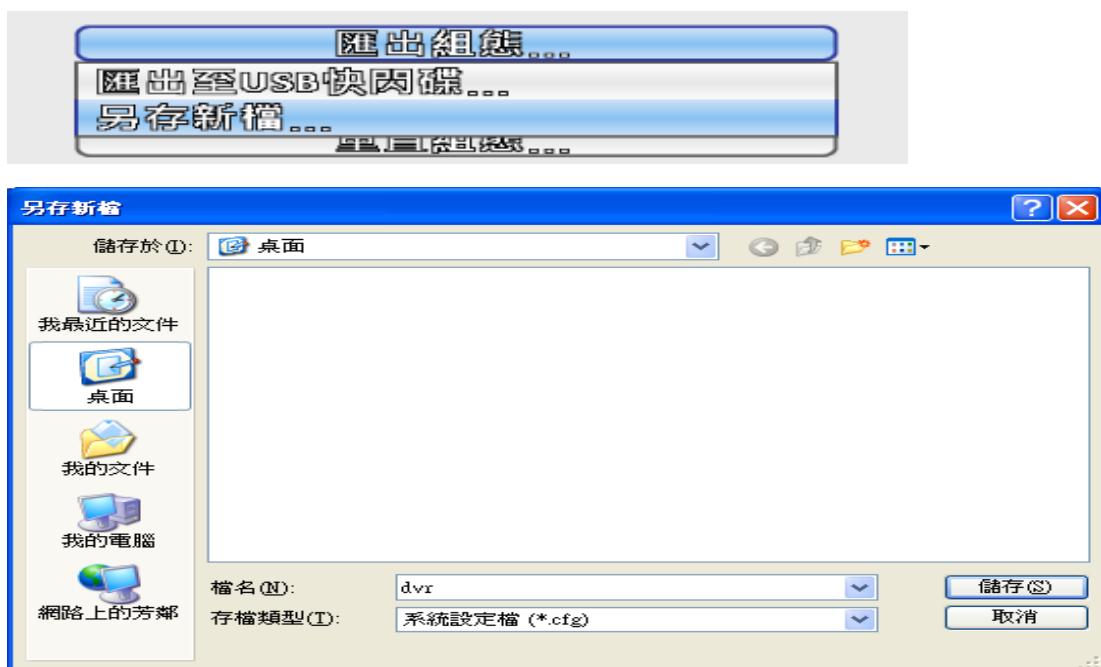 匯出組態...
匯出至USB快閃碟...
另存新檔...
另存新檔
儲存於(I):
桌面
我最近的文件
桌面
我的文件
我的電腦
網路上的芳鄰
檔名(N):
dvr
儲存(S)
存檔類型(T):
系統設定檔 (*.cfg)
取消